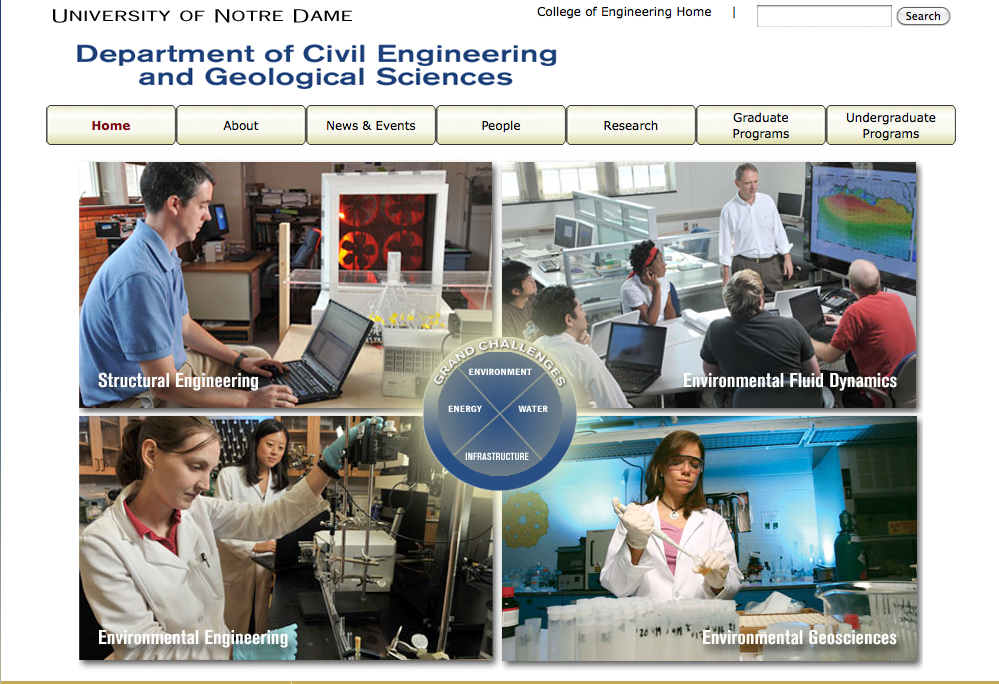 UNIVERSITY OF NOTRE DAME
College of Engineering Home |
Search
Department of Civil Engineering
and Geological Sciences
Home
About
News & Events
People
Research
Graduate
Programs
Undergraduate
Programs
Structural Engineering
Environmental Fluid Dynamics
GRAND CHALLENGES
ENVIRONMENT
ENERGY
WATER
INFRASTRUCTURE
Environmental Engineering
Environmental Geosciences